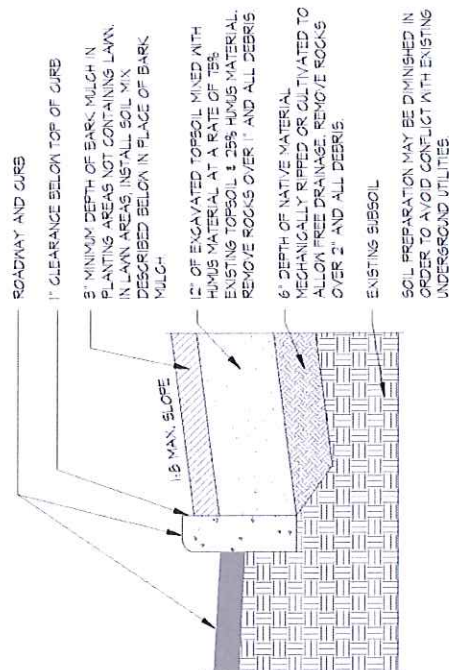 ROADWAY AND CURB
1" CLEARANCE BELOW TOP OF CURB
3" MINIMUM DEPTH OF BARK MULCH IN
PLANTING AREAS NOT CONTAINING LAWN.
IN LAWN AREAS, INSTALL SOIL MIX
DESCRIBED BELOW IN PLACE OF BARK
MULCH.
12" OF EXCAVATED TOPSOIL MIXED WITH
HUMUS MATERIAL AT A RATE OF 75%
EXISTING TOPSOIL & 25% HUMUS MATERIAL.
REMOVE ROCKS OVER 1" AND ALL DEBRIS.
6" DEPTH OF NATIVE MATERIAL
MECHANICALLY RIPPED OR CULTIVATED TO
ALLOW FREE DRAINAGE. REMOVE ROCKS
OVER 2" AND ALL DEBRIS.
EXISTING SUBSOIL
SOIL PREPARATION MAY BE DIMINISHED IN
ORDER TO AVOID CONFLICT WITH EXISTING
UNDERGROUND UTILITIES.
1:8 MAX. SLOPE